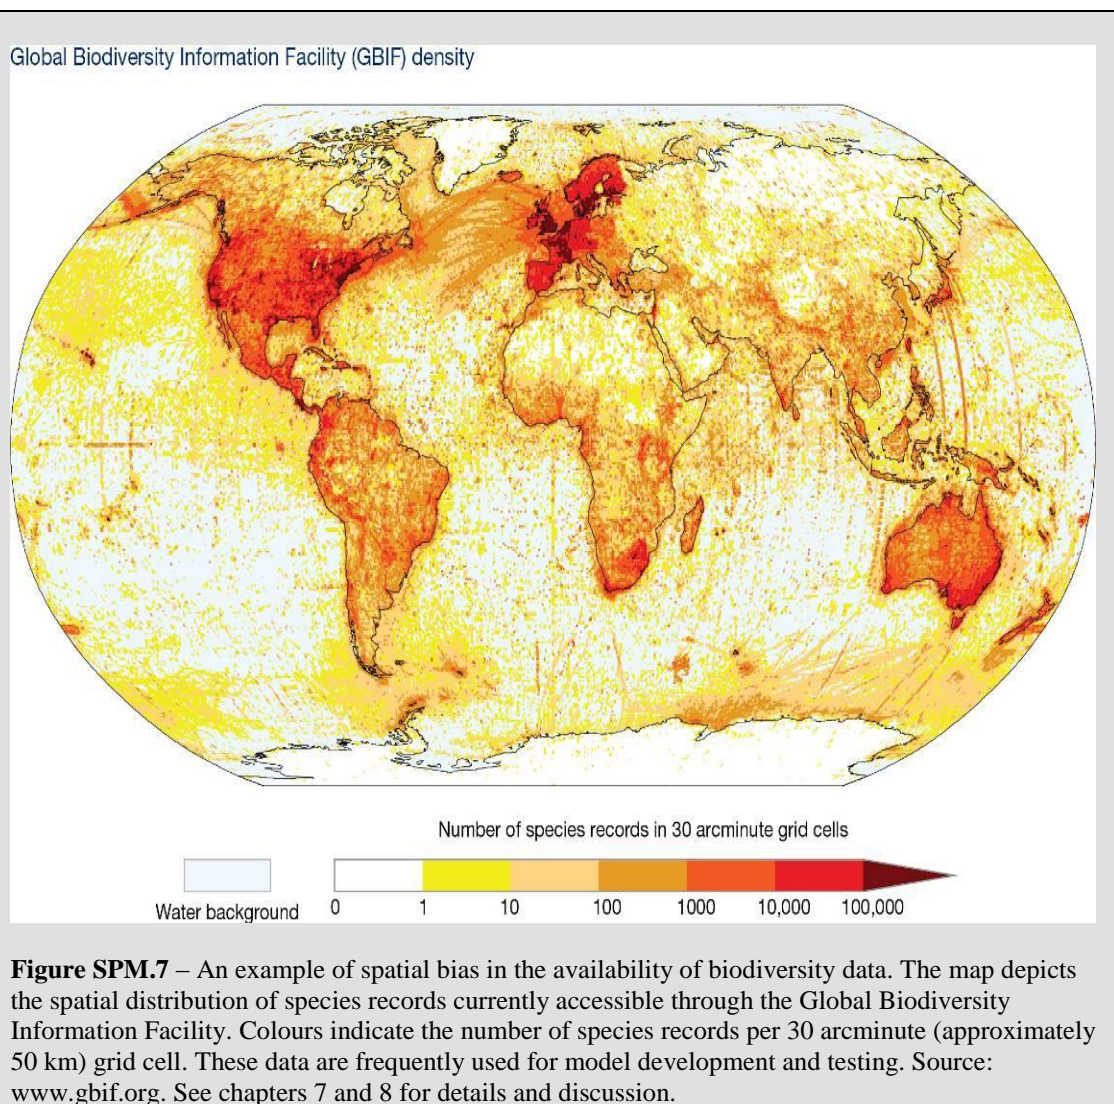 Global Biodiversity Information Facility (GBIF) density
Number of species records in 30 arcminute grid cells
Water background
0 1 10 100 1000 10,000 100,000
Figure SPM.7 – An example of spatial bias in the availability of biodiversity data. The map depicts
the spatial distribution of species records currently accessible through the Global Biodiversity
Information Facility. Colours indicate the number of species records per 30 arcminute (approximately
50 km) grid cell. These data are frequently used for model development and testing. Source:
www.gbif.org. See chapters 7 and 8 for details and discussion.